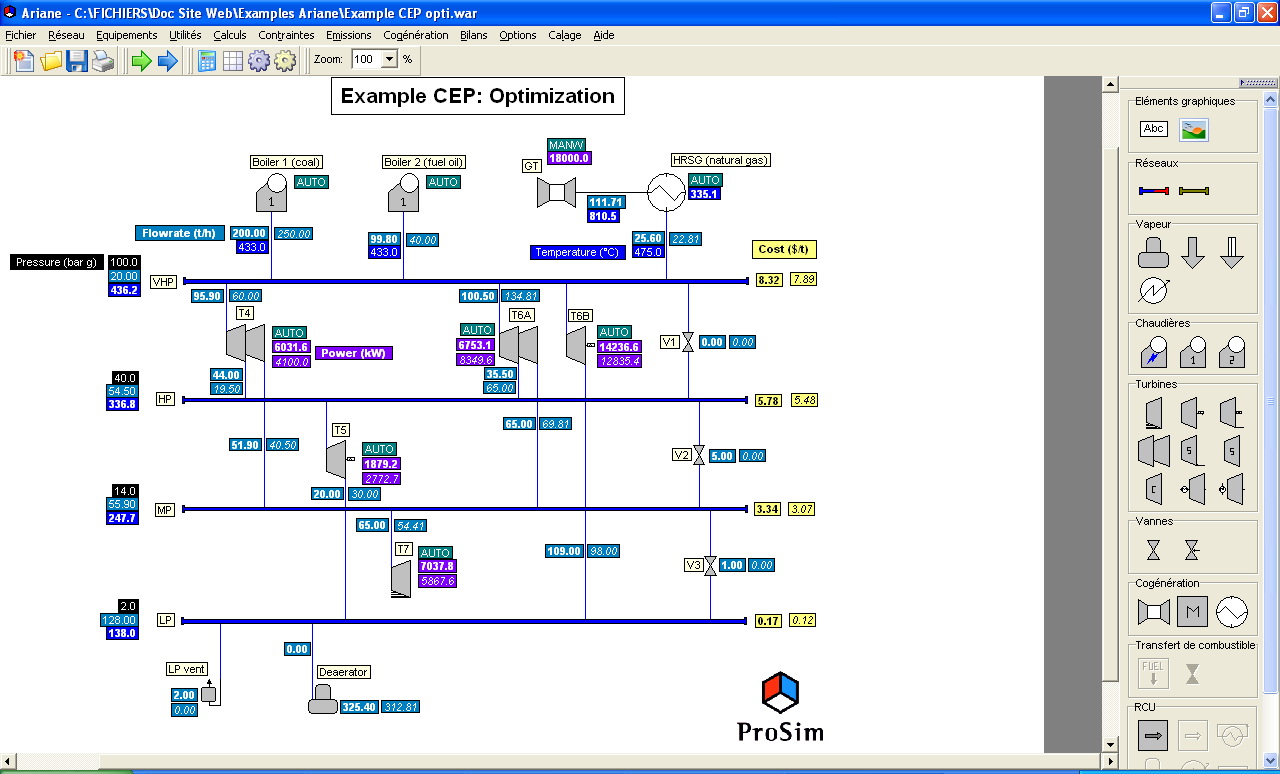 Ariane - C:\FICHIERS\Doc Site Web\Examples Ariane\Example CEP opti.war
Fichier Réseau Equipements Utilités Calculs Contraintes Emissions Cogénération Bilans Options Calage Aide
Zoom: 100 %
Example CEP: Optimization
Eléments graphiques
Abc
Réseaux
Vapeur
Chaudières
1 2
Turbines
S S
C
Vannes
Cogénération
M
Transfert de combustible
FUEL
RCU
Boiler 1 (coal)
AUTO
1
Boiler 2 (fuel oil)
AUTO
1
MANW
18000.0
GT
HRSG (natural gas)
AUTO
335.1
111.71
810.5
Flowrate (t/h) 200.00 250.00
433.0
99.80 40.00
433.0
Temperature (°C) 25.60 22.81
475.0
Cost ($/t)
Pressure (bar g) 100.0
20.00
436.2
VHP
8.32 7.89
95.90 60.00
T4
AUTO
6031.6
4100.0
Power (kW)
44.00
19.50
100.50 134.81
T6A
AUTO
6753.1
8349.6
35.50
65.00
T6B
AUTO
14236.6
12835.4
V1 0.00 0.00
40.0
54.50
336.8
HP
5.78 5.48
51.90 40.50
T5
AUTO
1879.2
2772.7
20.00 30.00
65.00 69.81
V2 5.00 0.00
14.0
55.90
247.7
MP
3.34 3.07
65.00 54.41
T7
AUTO
7037.8
5867.6
109.00 98.00
V3 1.00 0.00
2.0
128.00
138.0
LP
0.17 0.12
LP vent
2.00
0.00
0.00
Deaerator
325.40 312.81
ProSim